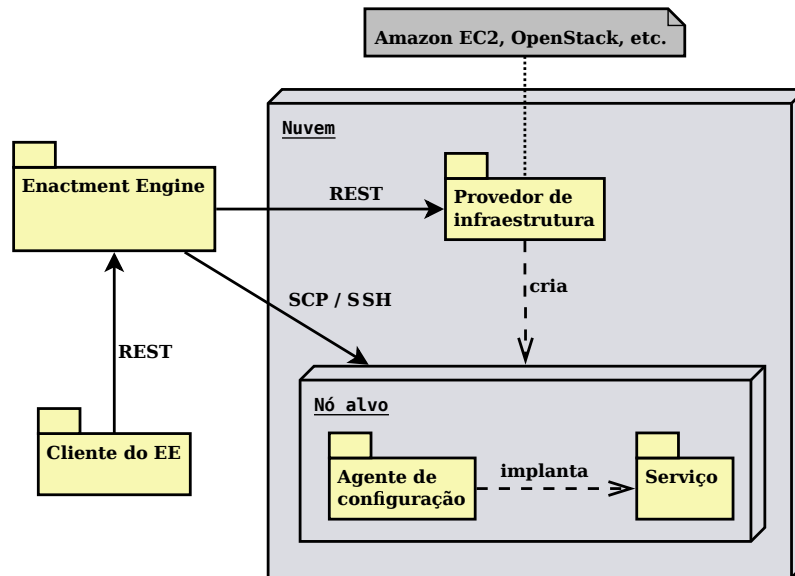 Amazon EC2, OpenStack, etc.
Nuvem
Enactment Engine
REST
Provedor de
infraestrutura
cria
SCP / SSH
REST
Nó alvo
Cliente do EE
Agente de
configuração
implanta
Serviço